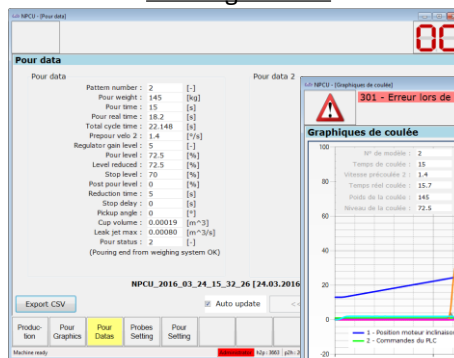 NPCU - [Pour data]
Pour data
Pour data
Pour data 2
Pattern number : 2 [-]
Pour weight : 145 [kg]
Pour time : 15 [s]
Pour real time : 18.2 [s]
Total cycle time : 22.148 [s]
Prepour velo 2 : 1.4 [°/s]
Regulator gain level : 5 [-]
Pour level : 72.5 [%]
Level reduced : 72.5 [%]
Stop level : 70 [%]
Post pour level : 0 [%]
Reduction time : 5 [s]
Stop delay : 0 [s]
Pickup angle : 0 [°]
Cup volume : 0.00019 [m^3]
Leak jet max : 0.00080 [m^3/s]
Pour status : 2 [-]
(Pouring end from weighing system OK)
NPCU_2016_03_24_15_32_26 [24.03.2016
Export CSV
Auto update
<<
Produc-
tion
Pour
Graphics
Pour
Datas
Probes
Setting
Pour
Setting
Machine ready
NPCU - [Graphiques de coulée]
301 - Erreur lors de
Graphiques de coulée
N° de modèle : 2
Temps de coulée : 15
Vitesse précoulée 2 : 1.4
Temps réel coulée : 15.7
Poids de la coulée : 145
Niveau de la coulée : 72.5
100
80
60
40
20
0
-20
1 - Position moteur inclinaiso
2 - Commandes du PLC